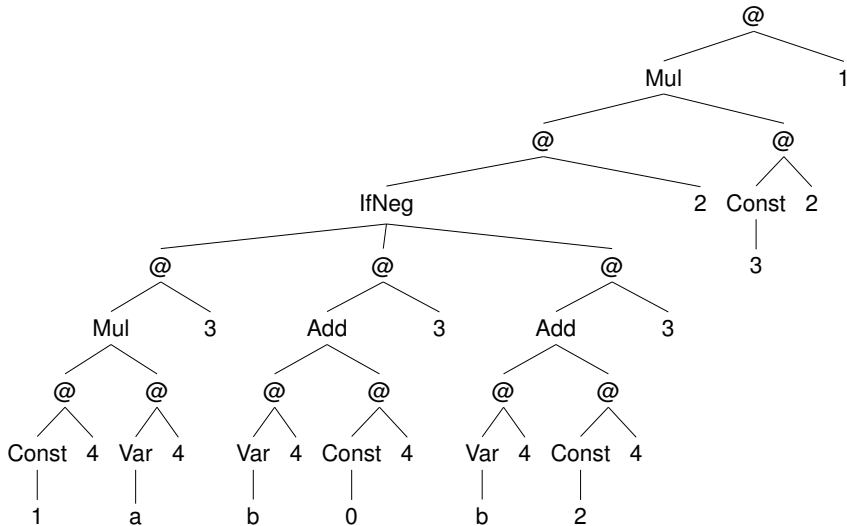 @
Mul 1
@ @
IfNeg 2 Const 2
@ @ @ 3
Mul 3 Add 3 Add 3
@ @ @ @ @ @
Const 4 Var 4 Var 4 Const 4 Var 4 Const 4
1 a b 0 b 2